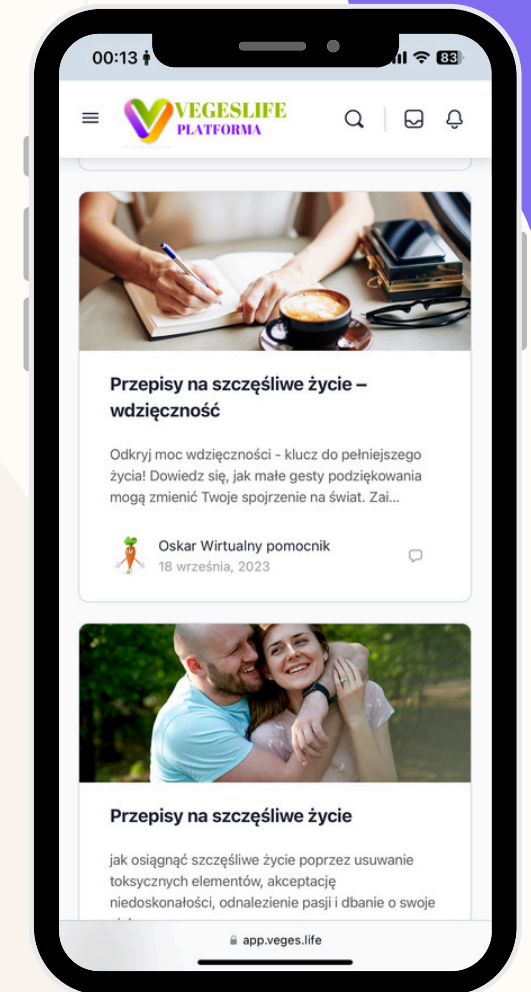 00:13
83
VEGESLIFE
PLATFORMA
Przepisy na szczęśliwe życie –
wdzięczność
Odkryj moc wdzięczności - klucz do pełniejszego
życia! Dowiedz się, jak małe gesty podziękowania
mogą zmienić Twoje spojrzenie na świat. Zai...
Oskar Wirtualny pomocnik
18 września, 2023
Przepisy na szczęśliwe życie
jak osiągnąć szczęśliwe życie poprzez usuwanie
toksycznych elementów, akceptację
niedoskonałości, odnalezienie pasji i dbanie o swoje
app.veges.life